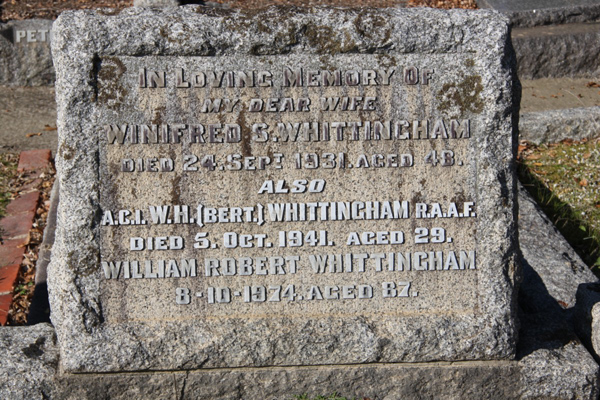 IN LOVING MEMORY OF
MY DEAR WIFE
WINIFRED S. WHITTINGHAM
DIED 24. SEPT. 1931. AGED 48.
ALSO
A.C.1. W.H. (BERT.) WHITTINGHAM R.A.A.F.
DIED 5. OCT. 1941. AGED 29.
WILLIAM ROBERT WHITTINGHAM
8-10-1974. AGED 87.